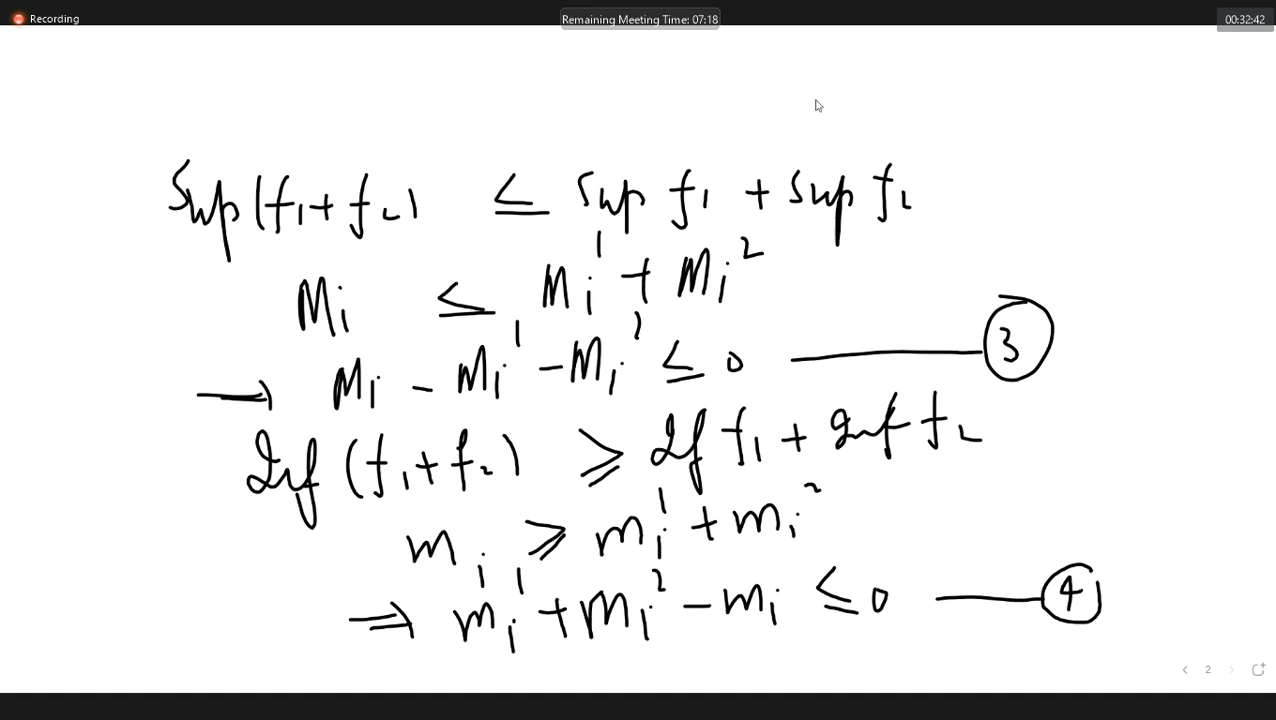 Recording
Remaining Meeting Time: 07:18
00:32:42
Sup(f₁+f₂) ≤ Sup f₁ + Sup f₂
Mᵢ ≤ Mᵢ¹ + Mᵢ²
→ Mᵢ - Mᵢ¹ - Mᵢ² ≤ 0 — ③
Inf (f₁+f₂) ≥ If f₁ + Inf f₂
mᵢ ≥ mᵢ¹ + mᵢ²
⇒ mᵢ¹ + mᵢ² - mᵢ ≤ 0 — ④
< 2 >